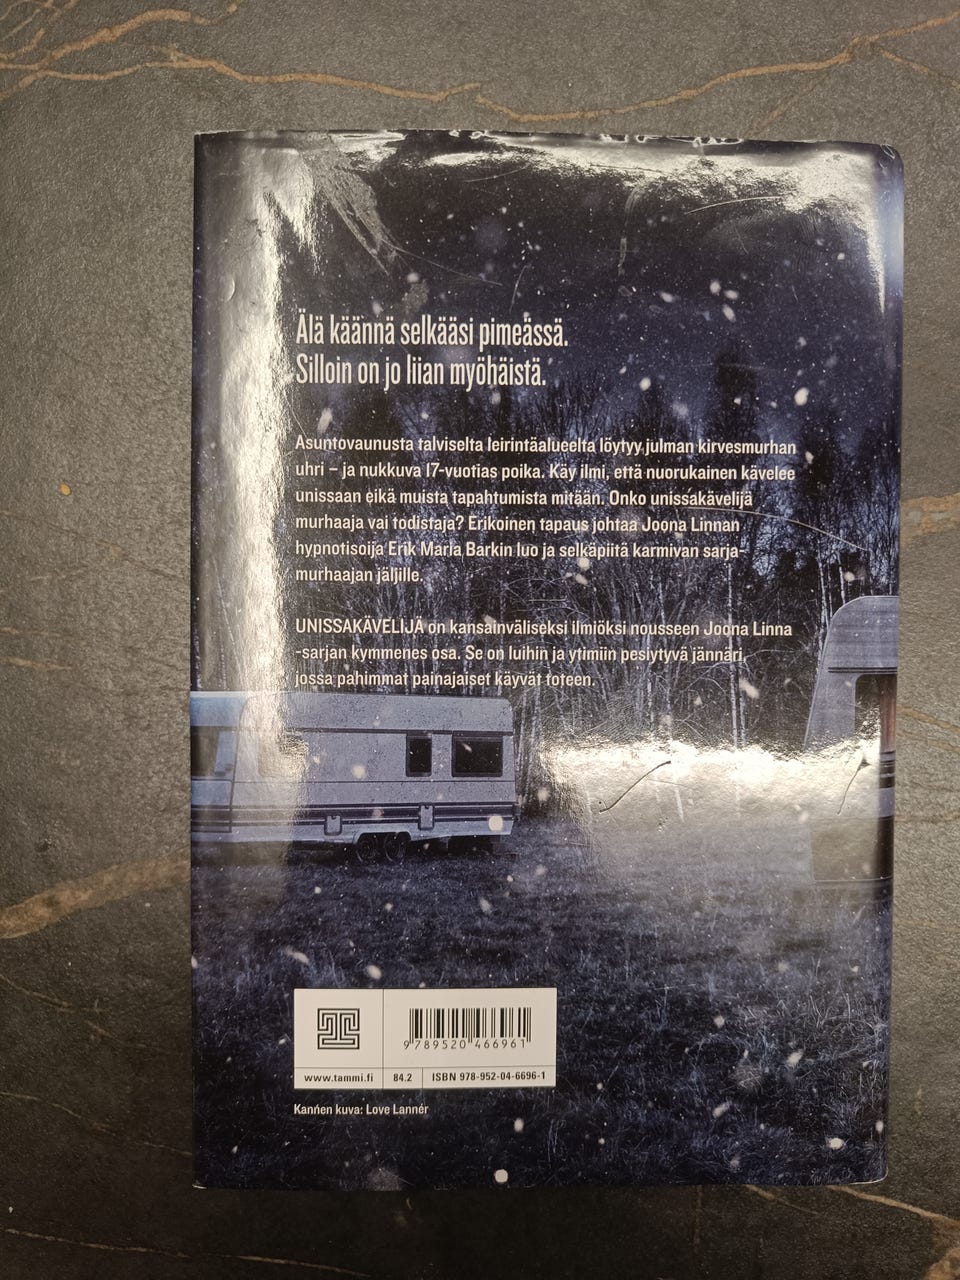 Älä käännä selkääsi pimeässä.
Silloin on jo liian myöhäistä.
Asuntovaunusta talviselta leirintäalueelta löytyy julman kirvesmurhan
uhri – ja nukkuva 17-vuotias poika. Käy ilmi, että nuorukainen kävelee
unissaan eikä muista tapahtumista mitään. Onko unissakävelijä
murhaaja vai todistaja? Erikoinen tapaus johtaa Joona Linnan
hypnotisoija Erik Maria Barkin luo ja selkäpiitä karmivan sarja-
murhaajan jäljille.
UNISSAKÄVELIJÄ on kansainväliseksi ilmiöksi nousseen Joona Linna
-sarjan kymmenes osa. Se on luihin ja ytimiin pesiytyvä jännäri,
jossa pahimmat painajaiset käyvät toteen.
9 789520 466961
www.tammi.fi 84.2 ISBN 978-952-04-6696-1
Kannen kuva: Love Lannér